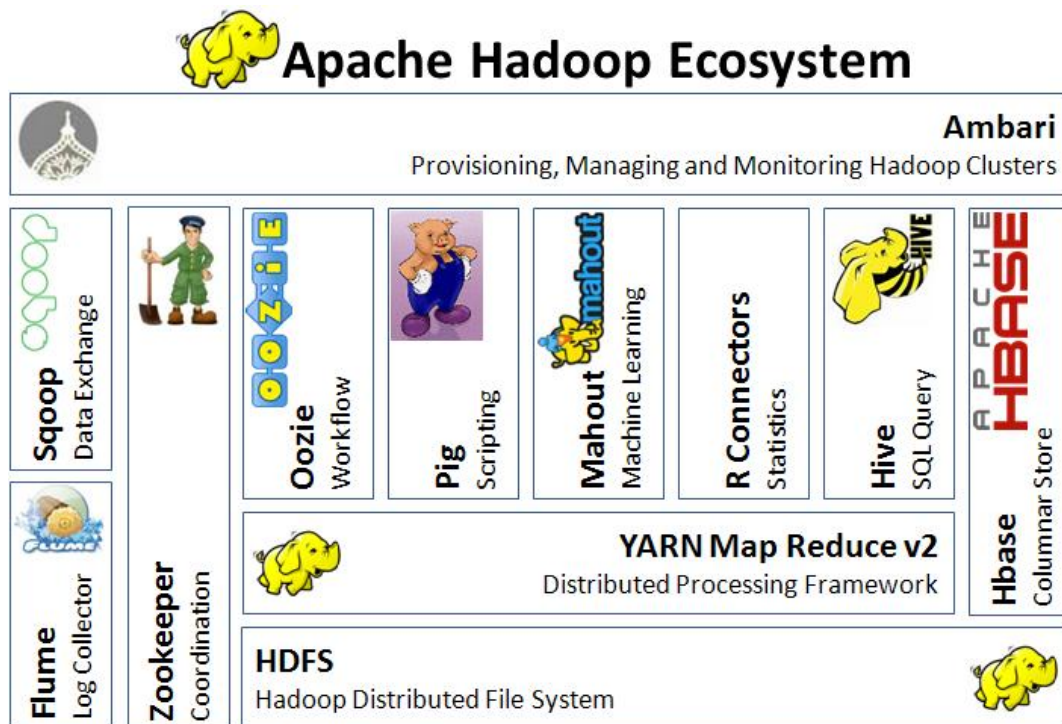 Apache Hadoop Ecosystem
Ambari
Provisioning, Managing and Monitoring Hadoop Clusters
sqoop
Sqoop
Data Exchange
Zookeeper
Coordination
OOZIE
Oozie
Workflow
Pig
Scripting
mahout
Mahout
Machine Learning
R Connectors
Statistics
HIVE
Hive
SQL Query
APACHE
HBASE
Hbase
Columnar Store
FLUME
Flume
Log Collector
YARN Map Reduce v2
Distributed Processing Framework
HDFS
Hadoop Distributed File System